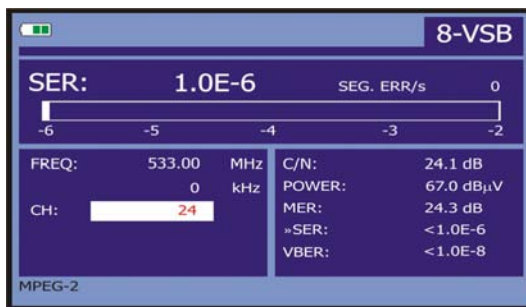 8-VSB
SER: 1.0E-6 SEG. ERR/s 0
-6 -5 -4 -3 -2
FREQ: 533.00 MHz
0 kHz
CH: 24
C/N: 24.1 dB
POWER: 67.0 dBµV
MER: 24.3 dB
»SER: <1.0E-6
VBER: <1.0E-8
MPEG-2